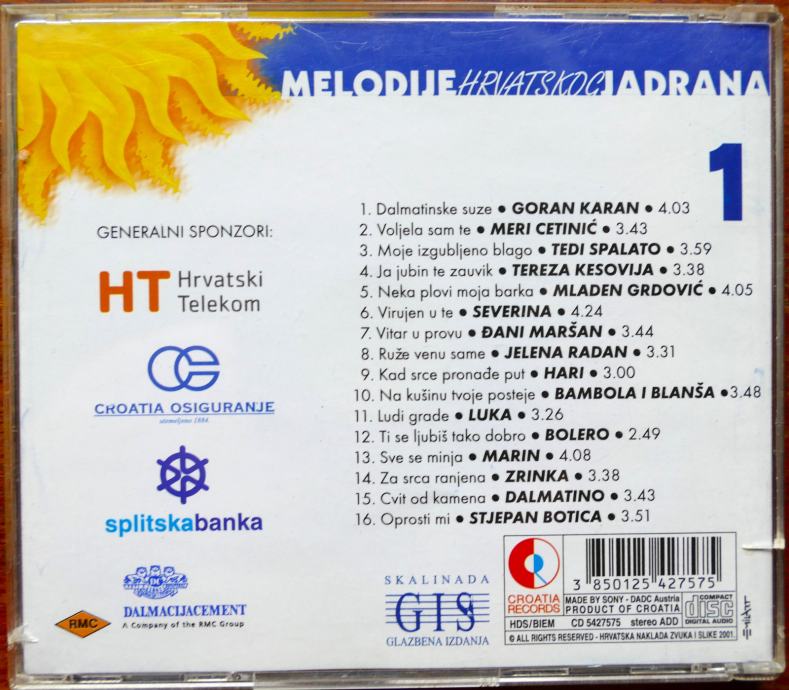 MELODIJE HRVATSKOG JADRANA
1
GENERALNI SPONZORI:
HT Hrvatski
Telekom
CROATIA OSIGURANJE
utemeljeno 1884.
splitskabanka
DALMACIJACEMENT
A Company of the RMC Group
RMC
1. Dalmatinske suze ● GORAN KARAN ● 4.03
2. Voljela sam te ● MERI CETINIĆ ● 3.43
3. Moje izgubljeno blago ● TEDI SPALATO ● 3.59
4. Ja jubin te zauvik ● TEREZA KESOVIJA ● 3.38
5. Neka plovi moja barka ● MLADEN GRDOVIĆ ● 4.05
6. Virujen u te ● SEVERINA ● 4.24
7. Vitar u provu ● ĐANI MARŠAN ● 3.44
8. Ruže venu same ● JELENA RADAN ● 3.31
9. Kad srce pronađe put ● HARI ● 3.00
10. Na kušinu tvoje posteje ● BAMBOLA I BLANŠA ●3.48
11. Ludi grade ● LUKA ● 3.26
12. Ti se ljubiš tako dobro ● BOLERO ● 2.49
13. Sve se minja ● MARIN ● 4.08
14. Za srca ranjena ● ZRINKA ● 3.38
15. Cvit od kamena ● DALMATINO ● 3.43
16. Oprosti mi ● STJEPAN BOTICA ● 3.51
SKALINADA
GIS
GLAZBENA IZDANJA
CROATIA
RECORDS
3 850125 427575
MADE BY SONY - DADC Austria
PRODUCT OF CROATIA
COMPACT
disc
DIGITAL AUDIO
HDS/BIEM CD 5427575 stereo ADD
© ALL RIGHTS RESERVED - HRVATSKA NAKLADA ZVUKA I SLIKE 2001.